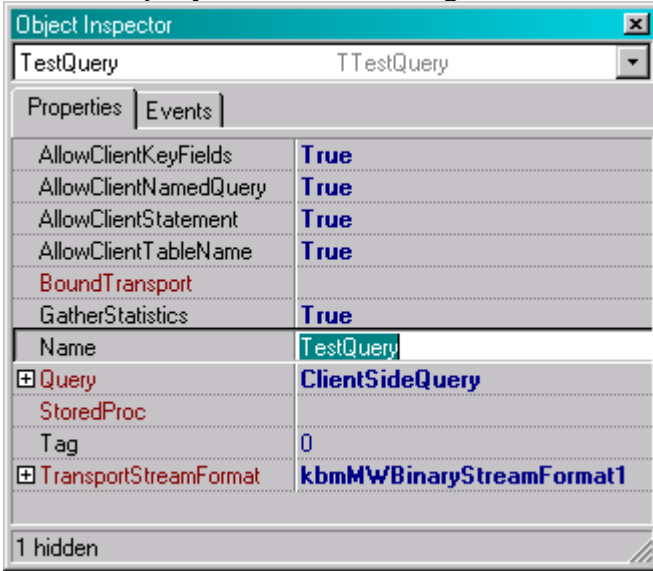 Object Inspector
TestQuery TTestQuery
Properties Events
AllowClientKeyFields True
AllowClientNamedQuery True
AllowClientStatement True
AllowClientTableName True
BoundTransport
GatherStatistics True
Name TestQuery
Query ClientSideQuery
StoredProc
Tag 0
TransportStreamFormat kbmMWBinaryStreamFormat1
1 hidden